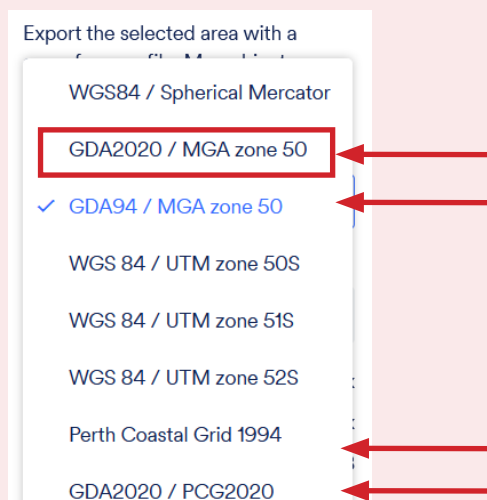 Export the selected area with a
WGS84 / Spherical Mercator
GDA2020 / MGA zone 50
GDA94 / MGA zone 50
WGS 84 / UTM zone 50S
WGS 84 / UTM zone 51S
WGS 84 / UTM zone 52S
Perth Coastal Grid 1994
GDA2020 / PCG2020